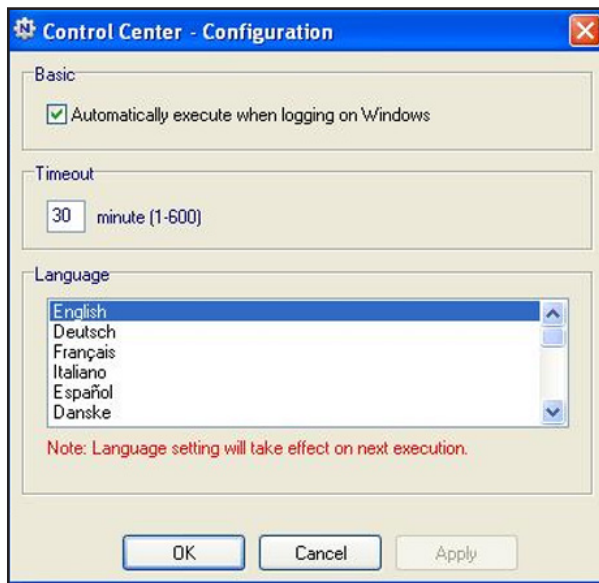 Control Center - Configuration
Basic
Automatically execute when logging on Windows
Timeout
30 minute (1-600)
Language
English
Deutsch
Français
Italiano
Español
Danske
Note: Language setting will take effect on next execution.
OK Cancel Apply